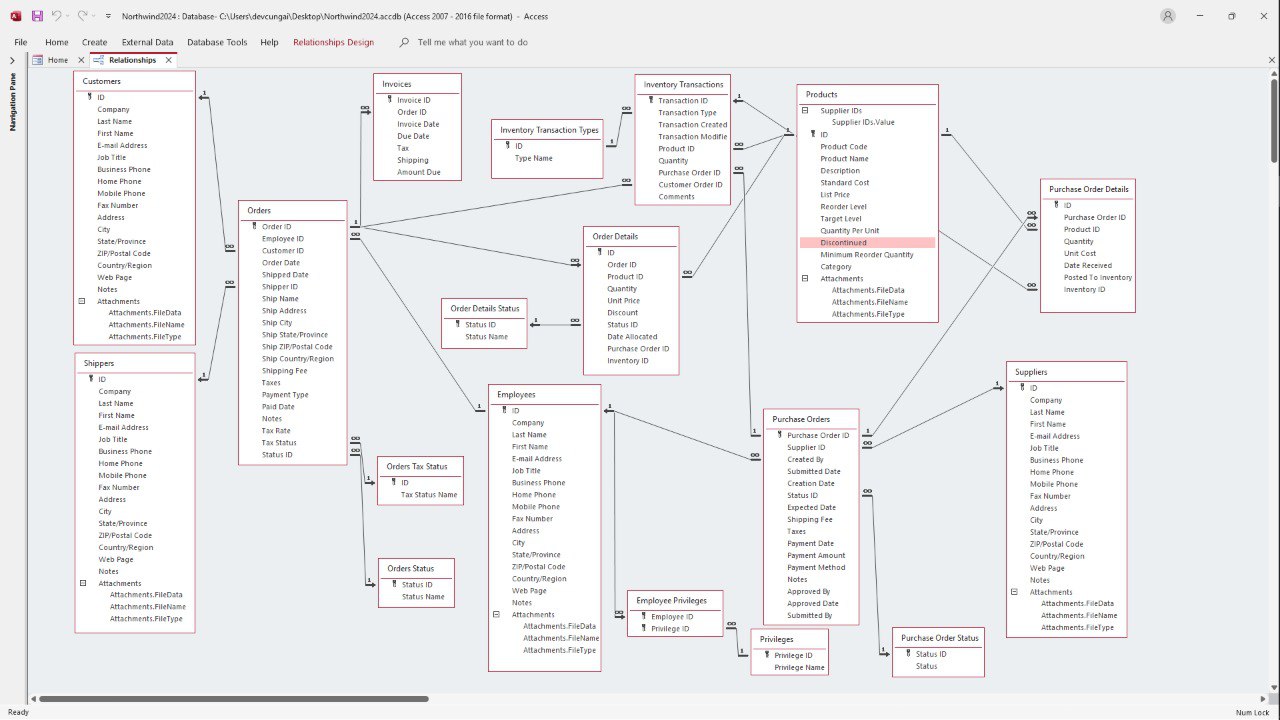 Northwind2024 : Database- C:\Users\devcungai\Desktop\Northwind2024.accdb (Access 2007 - 2016 file format) - Access
File Home Create External Data Database Tools Help Relationships Design Tell me what you want to do
Home Relationships
Navigation Pane
Customers
ID
Company
Last Name
First Name
E-mail Address
Job Title
Business Phone
Home Phone
Mobile Phone
Fax Number
Address
City
State/Province
ZIP/Postal Code
Country/Region
Web Page
Notes
Attachments
Attachments.FileData
Attachments.FileName
Attachments.FileType
Shippers
ID
Company
Last Name
First Name
E-mail Address
Job Title
Business Phone
Home Phone
Mobile Phone
Fax Number
Address
City
State/Province
ZIP/Postal Code
Country/Region
Web Page
Notes
Attachments
Attachments.FileData
Attachments.FileName
Attachments.FileType
Orders
Order ID
Employee ID
Customer ID
Order Date
Shipped Date
Shipper ID
Ship Name
Ship Address
Ship City
Ship State/Province
Ship ZIP/Postal Code
Ship Country/Region
Shipping Fee
Taxes
Payment Type
Paid Date
Notes
Tax Rate
Tax Status
Status ID
Invoices
Invoice ID
Order ID
Invoice Date
Due Date
Tax
Shipping
Amount Due
Orders Tax Status
ID
Tax Status Name
Orders Status
Status ID
Status Name
Inventory Transaction Types
ID
Type Name
Order Details Status
Status ID
Status Name
Employees
ID
Company
Last Name
First Name
E-mail Address
Job Title
Business Phone
Home Phone
Mobile Phone
Fax Number
Address
City
State/Province
ZIP/Postal Code
Country/Region
Web Page
Notes
Attachments
Attachments.FileData
Attachments.FileName
Attachments.FileType
Inventory Transactions
Transaction ID
Transaction Type
Transaction Created
Transaction Modifie
Product ID
Quantity
Purchase Order ID
Customer Order ID
Comments
Order Details
ID
Order ID
Product ID
Quantity
Unit Price
Discount
Status ID
Date Allocated
Purchase Order ID
Inventory ID
Employee Privileges
Employee ID
Privilege ID
Privileges
Privilege ID
Privilege Name
Products
Supplier IDs
Supplier IDs.Value
ID
Product Code
Product Name
Description
Standard Cost
List Price
Reorder Level
Target Level
Quantity Per Unit
Discontinued
Minimum Reorder Quantity
Category
Attachments
Attachments.FileData
Attachments.FileName
Attachments.FileType
Purchase Orders
Purchase Order ID
Supplier ID
Created By
Submitted Date
Creation Date
Status ID
Expected Date
Shipping Fee
Taxes
Payment Date
Payment Amount
Payment Method
Notes
Approved By
Approved Date
Submitted By
Purchase Order Details
ID
Purchase Order ID
Product ID
Quantity
Unit Cost
Date Received
Posted To Inventory
Inventory ID
Suppliers
ID
Company
Last Name
First Name
E-mail Address
Job Title
Business Phone
Home Phone
Mobile Phone
Fax Number
Address
City
State/Province
ZIP/Postal Code
Country/Region
Web Page
Notes
Attachments
Attachments.FileData
Attachments.FileName
Attachments.FileType
Purchase Order Status
Status ID
Status
Ready
Num Lock